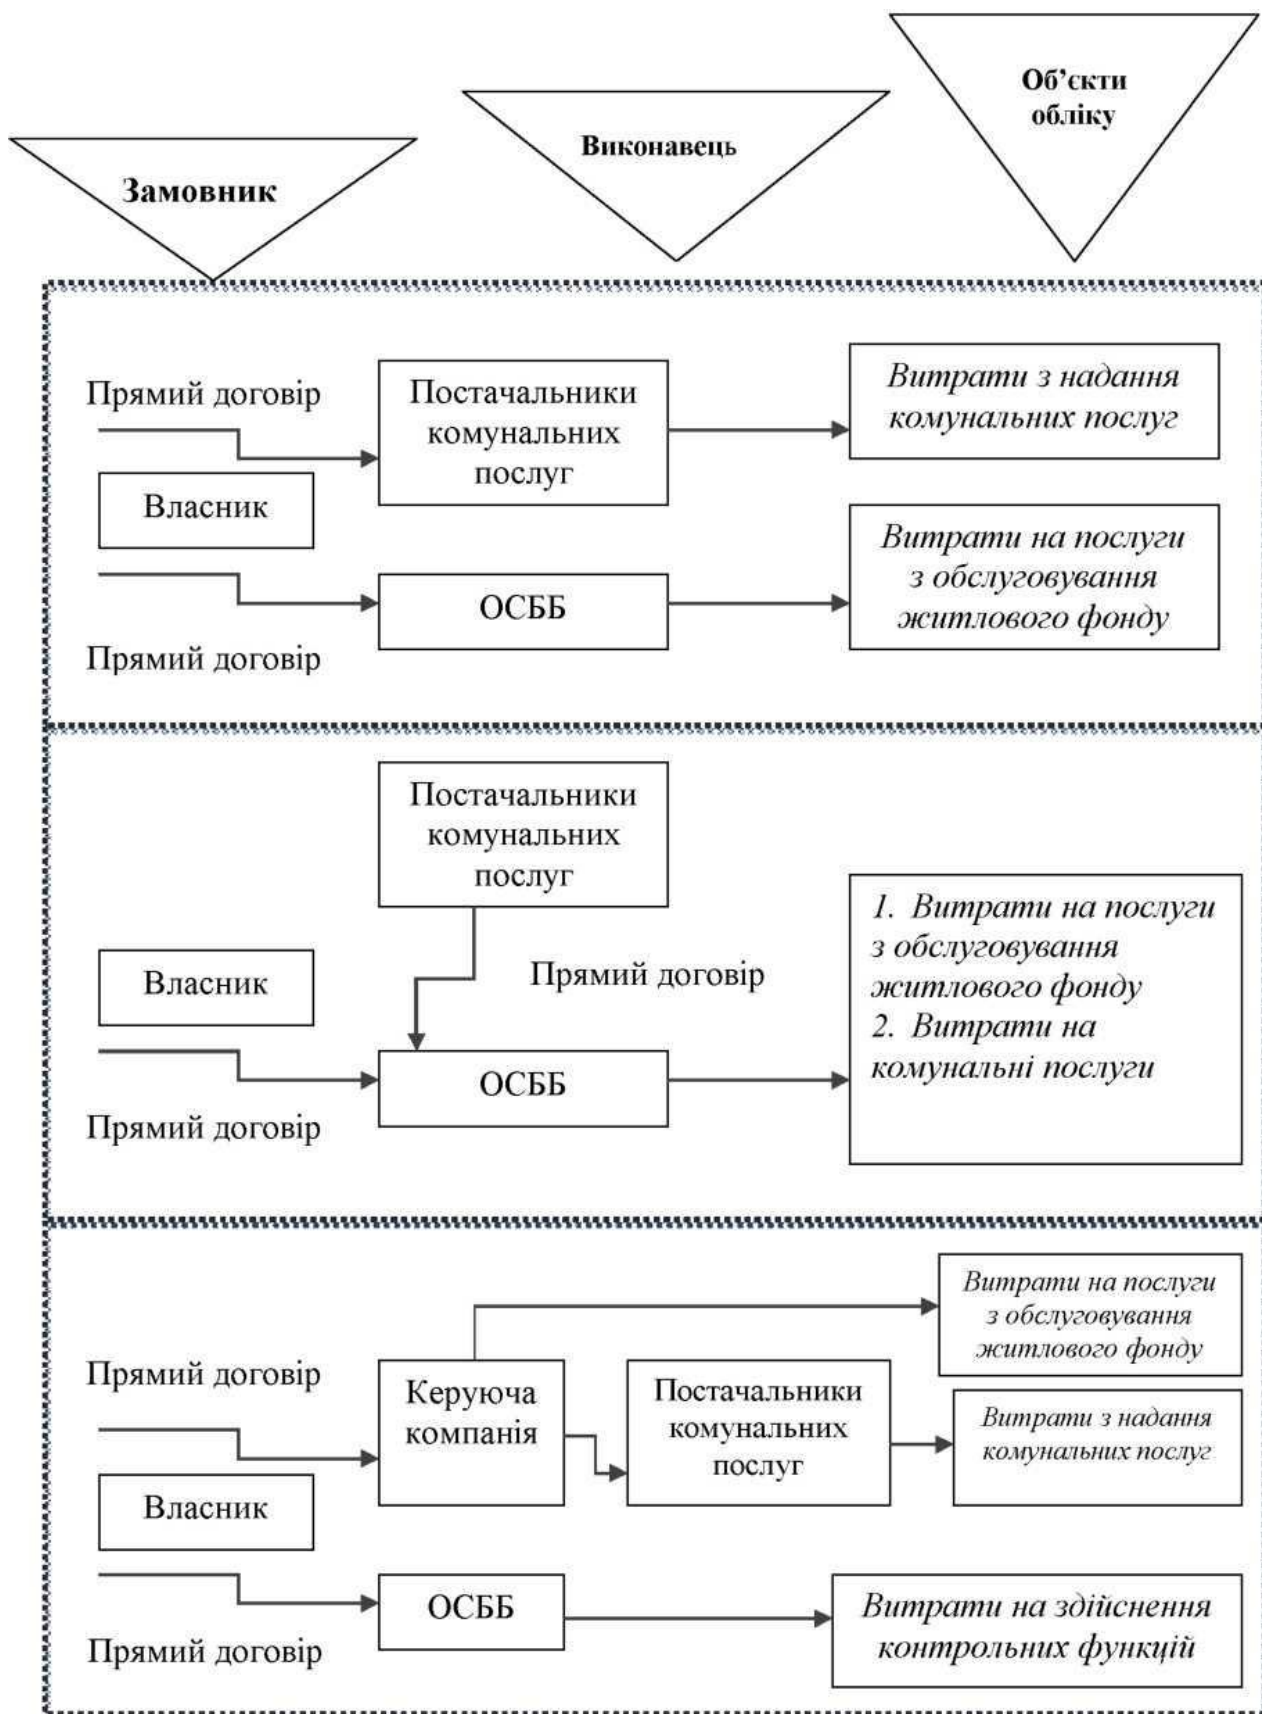 Об’єкти
обліку
Виконавець
Замовник
Прямий договір
Постачальники
комунальних
послуг
Витрати з надання
комунальних послуг
Власник
Витрати на послуги
з обслуговування
житлового фонду
ОСББ
Прямий договір
Постачальники
комунальних
послуг
Власник
Прямий договір
1. Витрати на послуги
з обслуговування
житлового фонду
2. Витрати на
комунальні послуги
ОСББ
Прямий договір
Витрати на послуги
з обслуговування
житлового фонду
Прямий договір
Керуюча
компанія
Постачальники
комунальних
послуг
Витрати з надання
комунальних послуг
Власник
ОСББ
Витрати на здійснення
контрольних функцій
Прямий договір